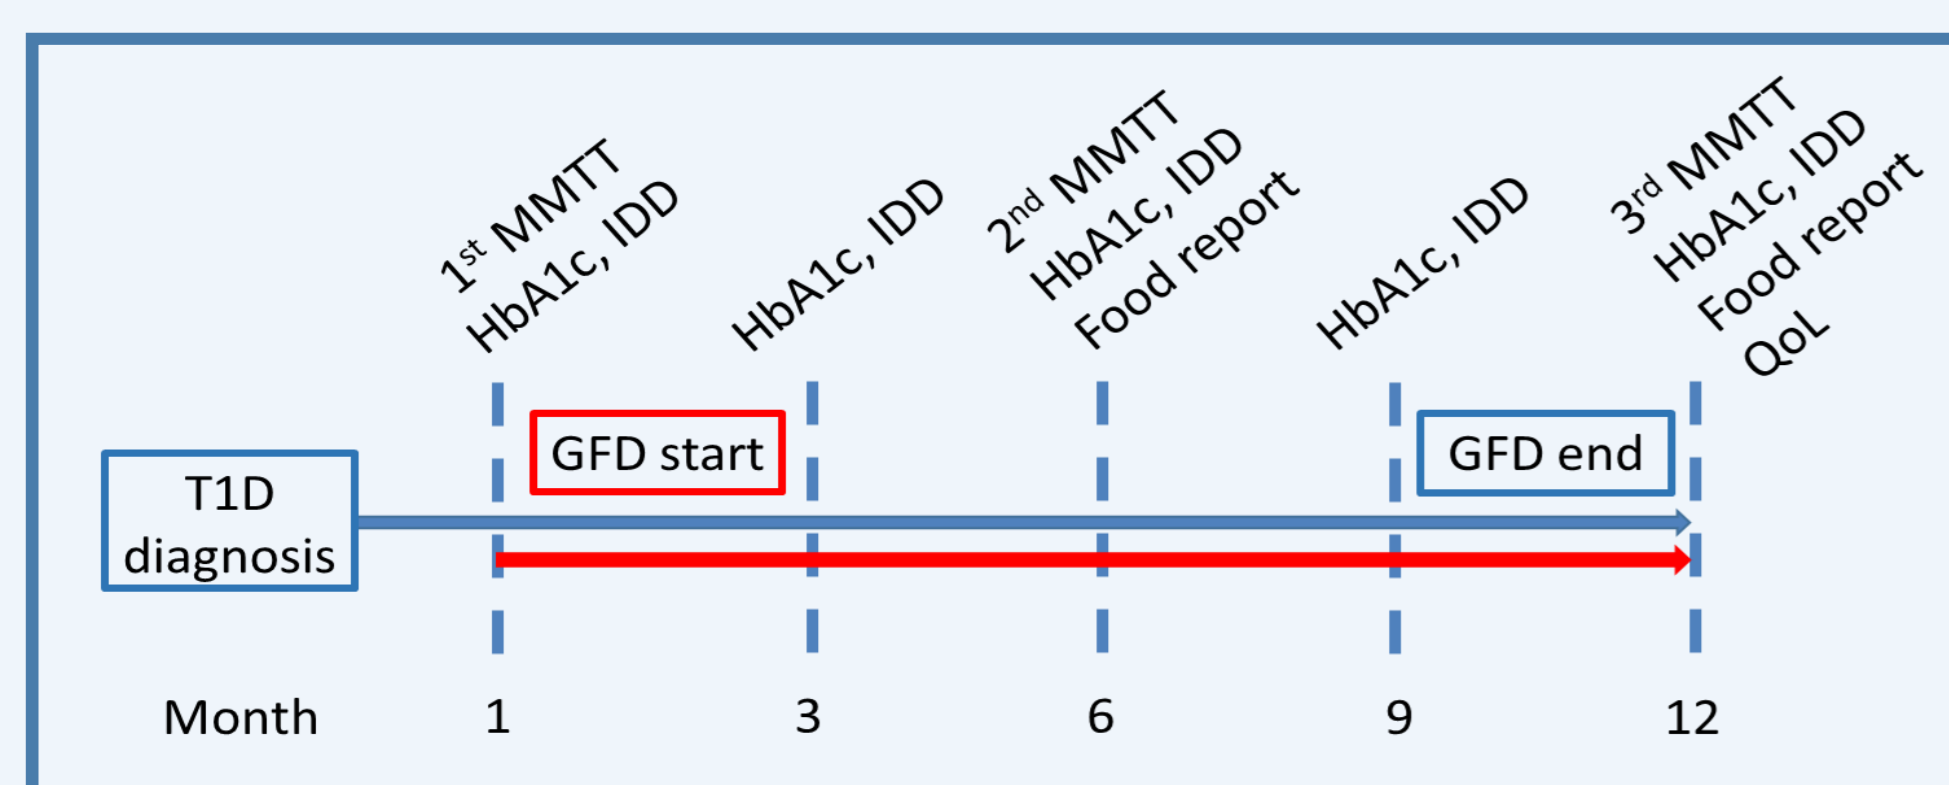 1st MMTT
HbA1c, IDD
HbA1c, IDD
2nd MMTT
HbA1c, IDD
Food report
HbA1c, IDD
3rd MMTT
HbA1c, IDD
Food report
QoL
GFD start
GFD end
T1D
diagnosis
Month 1 3 6 9 12